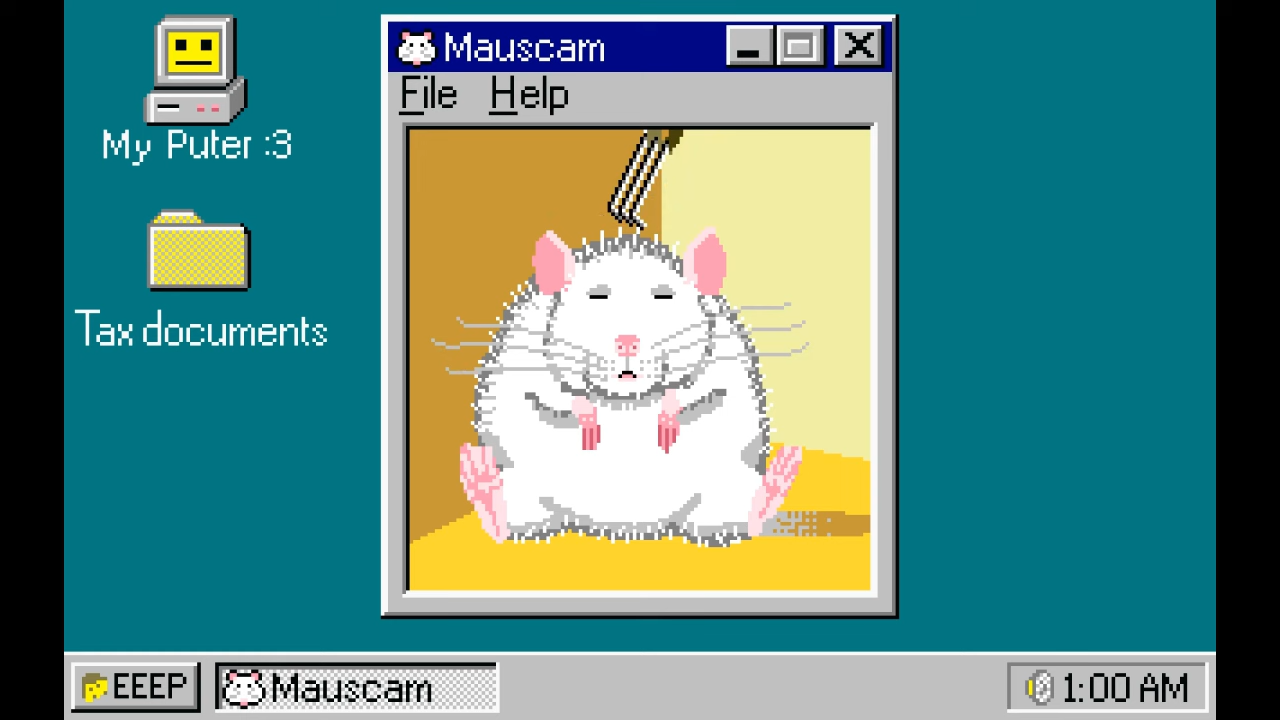 Mauscam
File Help
My Puter :3
Tax documents
EEEP
Mauscam
1:00 AM